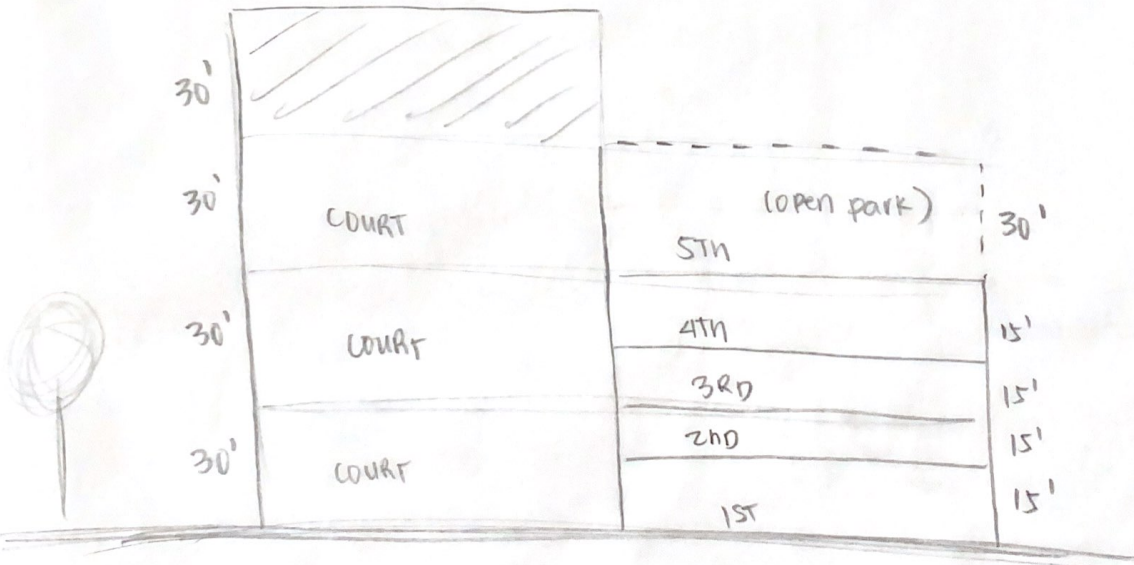 30'
30'
COURT
(open park)
30'
5TH
30'
COURT
4TH
15'
3RD
15'
2ND
15'
30'
COURT
1ST
15'